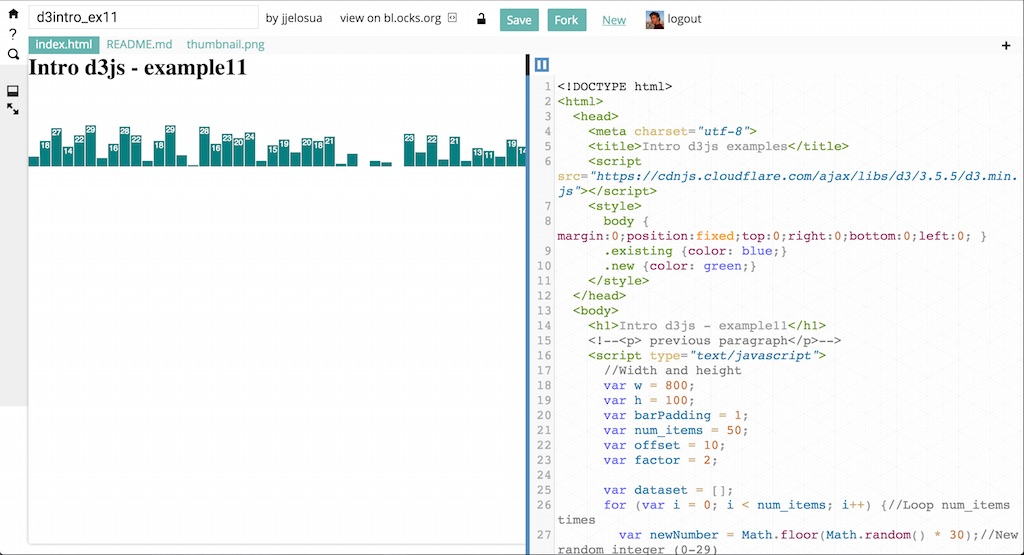 d3intro_ex11 by jjelosua view on bl.ocks.org Save Fork New logout
?
index.html README.md thumbnail.png +
Intro d3js - example11
18 27 14 22 29 16 28 22 18 29 28 16 23 20 24 15 19 20 18 21 23 22 21 13 11 19 14
1 <!DOCTYPE html>
2 <html>
3 <head>
4 <meta charset="utf-8">
5 <title>Intro d3js examples</title>
6 <script
src="https://cdnjs.cloudflare.com/ajax/libs/d3/3.5.5/d3.min.
js"></script>
7 <style>
8 body {
margin:0;position:fixed;top:0;right:0;bottom:0;left:0; }
9 .existing {color: blue;}
10 .new {color: green;}
11 </style>
12 </head>
13 <body>
14 <h1>Intro d3js - example11</h1>
15 <!--<p> previous paragraph</p>-->
16 <script type="text/javascript">
17 //Width and height
18 var w = 800;
19 var h = 100;
20 var barPadding = 1;
21 var num_items = 50;
22 var offset = 10;
23 var factor = 2;
24
25 var dataset = [];
26 for (var i = 0; i < num_items; i++) {//Loop num_items
times
27 var newNumber = Math.floor(Math.random() * 30);//New
random integer (0-29)